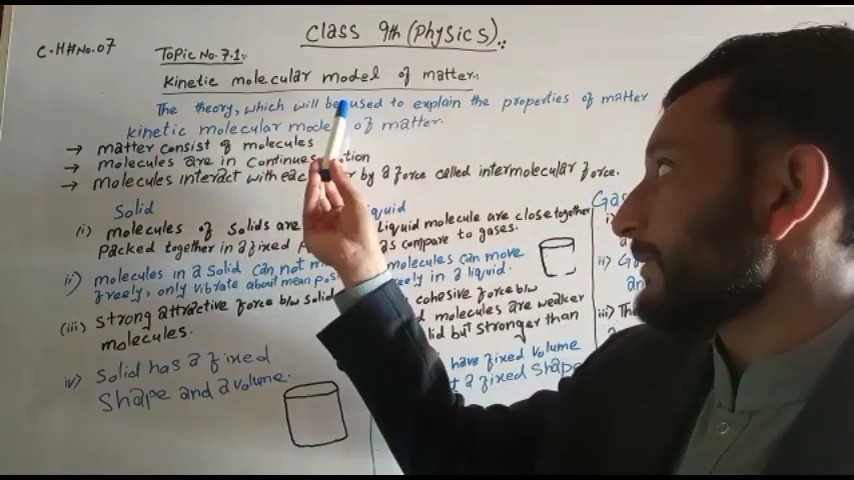 Class 9th (Physics)
C.H#No.07
Topic No.7.1:
Kinetic molecular model of matter:
The theory, which will be used to explain the properties of matter
kinetic molecular model of matter.
→ matter consist of molecules
→ molecules are in Continues
→ molecules interact with by a force called intermolecular force.
Solid
(i) molecules of Solids are
packed together in a fixed
ii) molecules in a Solid can not
freely, only vibrate about mean
(iii) strong attractive force b/w solid
molecules.
iv) Solid has a fixed
Shape and a volume.
liquid molecule are close together
as compare to gases.
molecules can move
freely in a liquid.
cohesive force b/w
molecules are weaker
but stronger than
have fixed volume
a fixed shape
Gas
i)
ii) G
iii) Th